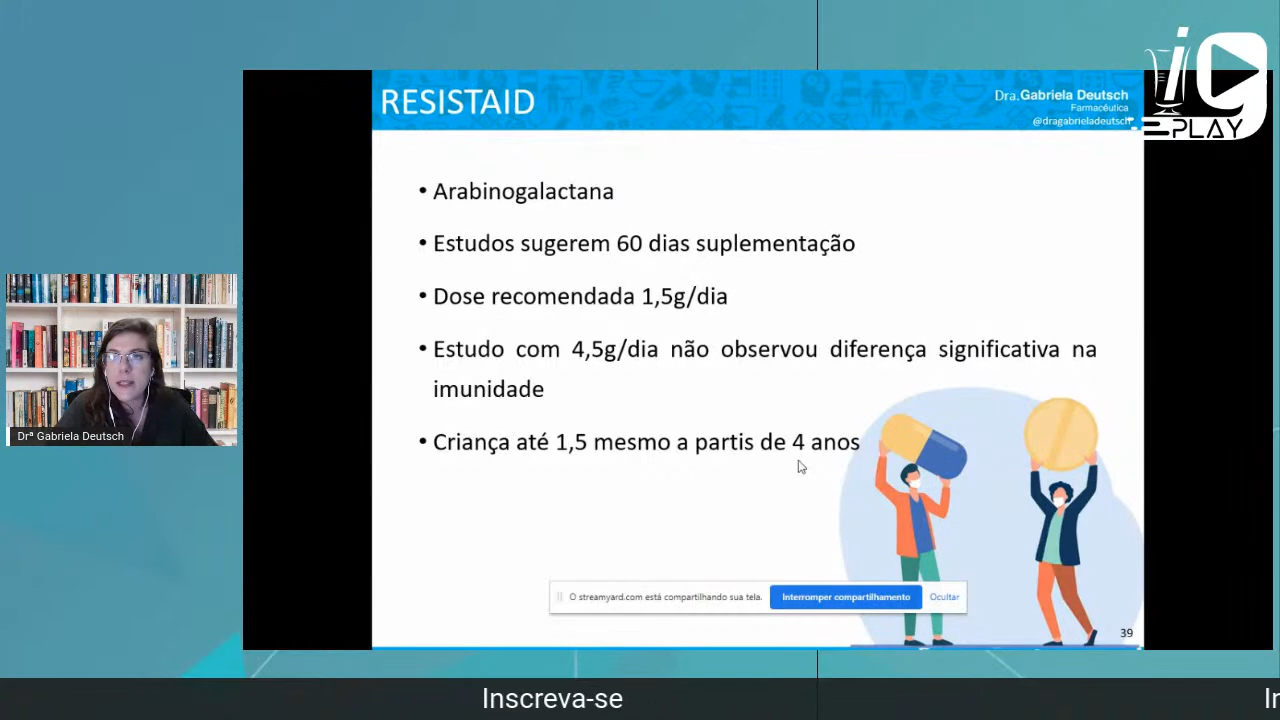 RESISTAID
Dra.Gabriela Deutsch
Farmacêutica
@dragabrieladeutsch
iG
PLAY
• Arabinogalactana
• Estudos sugerem 60 dias suplementação
• Dose recomendada 1,5g/dia
• Estudo com 4,5g/dia não observou diferença significativa na
imunidade
• Criança até 1,5 mesmo a partis de 4 anos
Drª Gabriela Deutsch
O streamyard.com está compartilhando sua tela.
Interromper compartilhamento
Ocultar
39
Inscreva-se